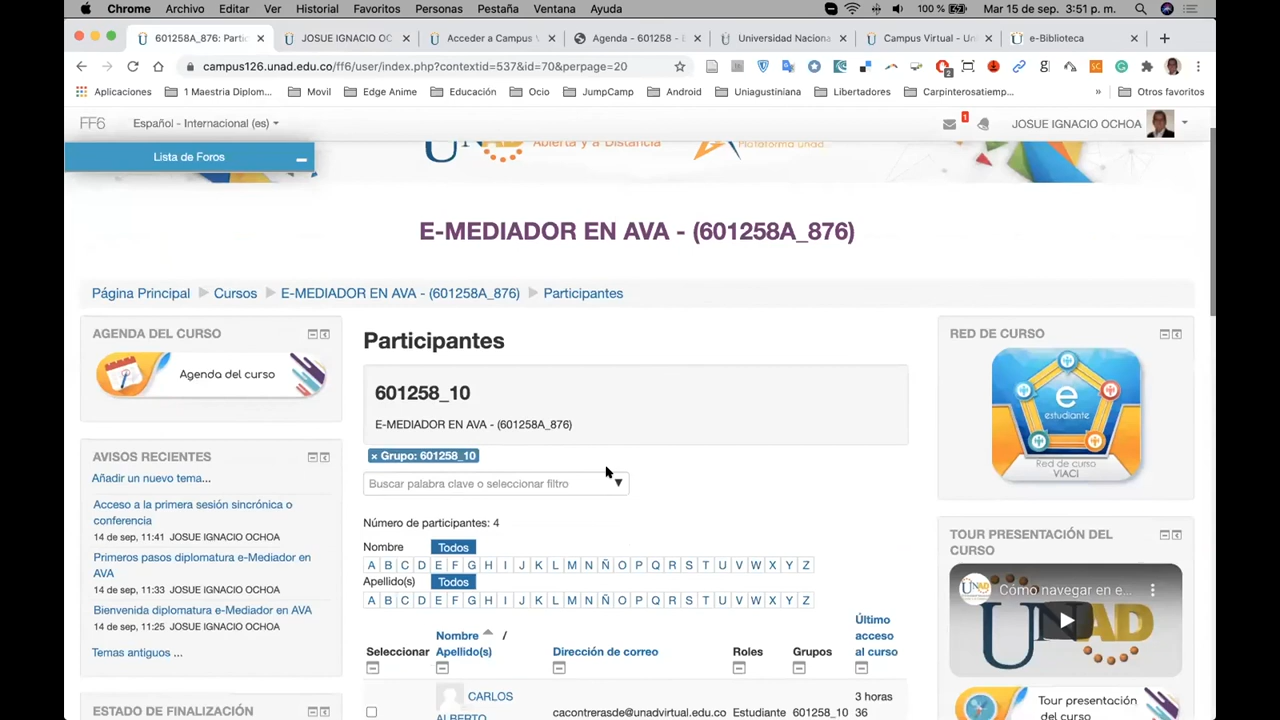 Chrome Archivo Editar Ver Historial Favoritos Personas Pestaña Ventana Ayuda 100 % Mar 15 de sep. 3:51 p. m.
601258A_876: Partic JOSUE IGNACIO OC Acceder a Campus V Agenda - 601258 - E Universidad Naciona Campus Virtual - Un e-Biblioteca
campus126.unad.edu.co/ff6/user/index.php?contextid=537&id=70&perpage=20
Aplicaciones 1 Maestria Diplom... Movil Edge Anime Educación Ocio JumpCamp Android Uniagustiniana Libertadores Carpinterosatiemp... » Otros favoritos
FF6 Español - Internacional (es) 1 JOSUE IGNACIO OCHOA
Lista de Foros
UNAD Abierta y a Distancia Plataforma unad...
E-MEDIADOR EN AVA - (601258A_876)
Página Principal Cursos E-MEDIADOR EN AVA - (601258A_876) Participantes
AGENDA DEL CURSO
Agenda del curso
AVISOS RECIENTES
Añadir un nuevo tema...
Acceso a la primera sesión sincrónica o
conferencia
14 de sep, 11:41 JOSUE IGNACIO OCHOA
Primeros pasos diplomatura e-Mediador en
AVA
14 de sep, 11:33 JOSUE IGNACIO OCHOA
Bienvenida diplomatura e-Mediador en AVA
14 de sep, 11:25 JOSUE IGNACIO OCHOA
Temas antiguos ...
ESTADO DE FINALIZACIÓN
Participantes
601258_10
E-MEDIADOR EN AVA - (601258A_876)
× Grupo: 601258_10
Buscar palabra clave o seleccionar filtro ▼
Número de participantes: 4
Nombre Todos
A B C D E F G H I J K L M N Ñ O P Q R S T U V W X Y Z
Apellido(s) Todos
A B C D E F G H I J K L M N Ñ O P Q R S T U V W X Y Z
Seleccionar
Nombre /
Apellido(s)
Dirección de correo
Roles
Grupos
Último
acceso
al curso
CARLOS
ALBERTO
cacontrerasde@unadvirtual.edu.co Estudiante 601258_10
3 horas
36
RED DE CURSO
e
estudiante
Red de curso
VIACI
TOUR PRESENTACIÓN DEL
CURSO
Cómo navegar en e...
UNAD
Tour presentación
del curso